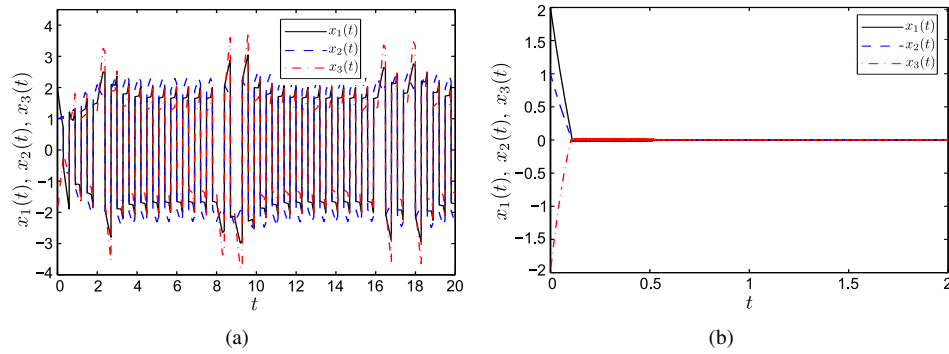 4
3
2
1
0
−1
−2
−3
−4
x₁(t), x₂(t), x₃(t)
x₁(t)
x₂(t)
x₃(t)
0 2 4 6 8 10 12 14 16 18 20
t
(a)
2
1.5
1
0.5
0
−0.5
−1
−1.5
−2
x₁(t), x₂(t), x₃(t)
x₁(t)
x₂(t)
x₃(t)
0 0.5 1 1.5 2
t
(b)